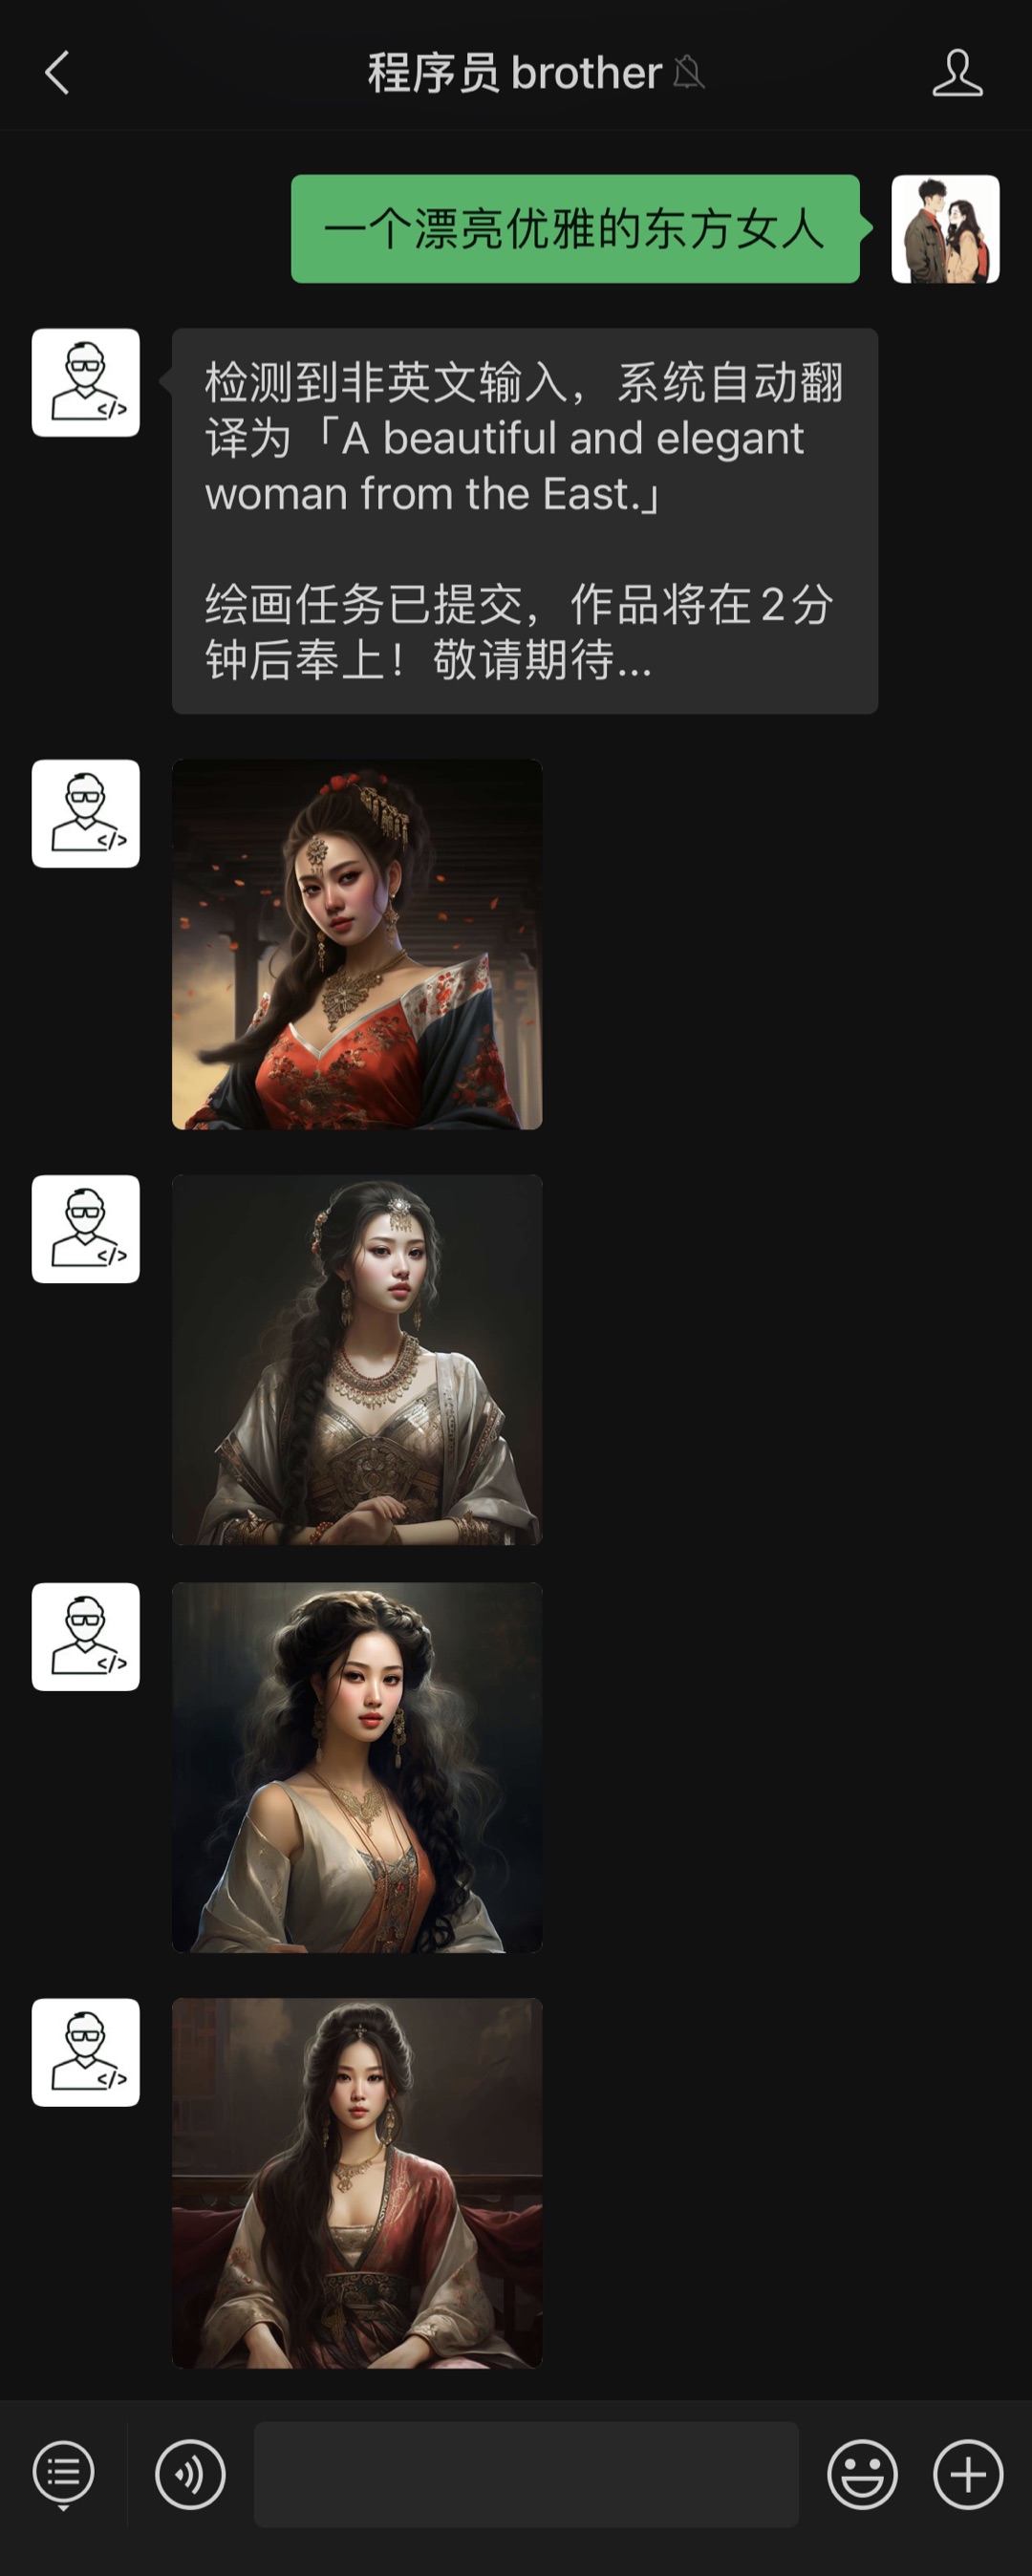 程序员 brother
一个漂亮优雅的东方女人
检测到非英文输入，系统自动翻
译为「A beautiful and elegant
woman from the East.」
绘画任务已提交，作品将在 2 分
钟后奉上！敬请期待...